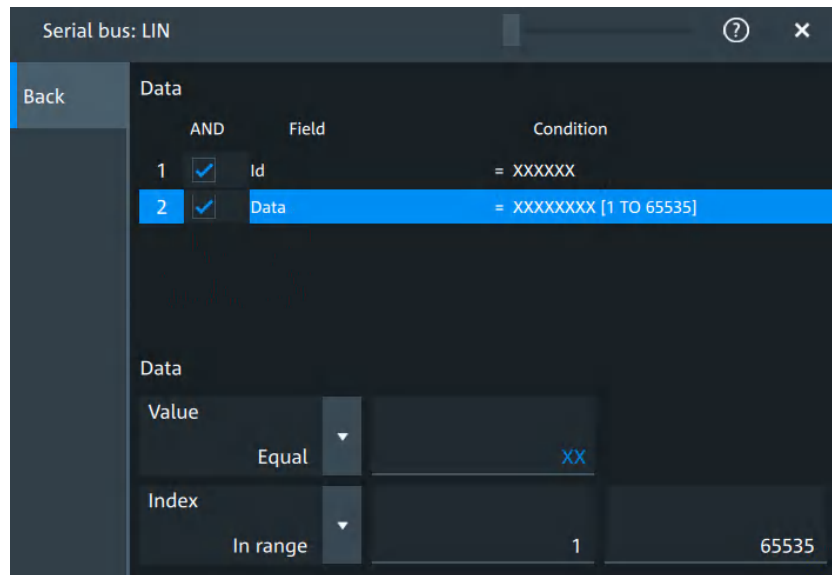 Serial bus: LIN ?
Back
Data
AND Field Condition
1 Id = XXXXXX
2 Data = XXXXXXXX [1 TO 65535]
Data
Value
Equal XX
Index
In range 1 65535